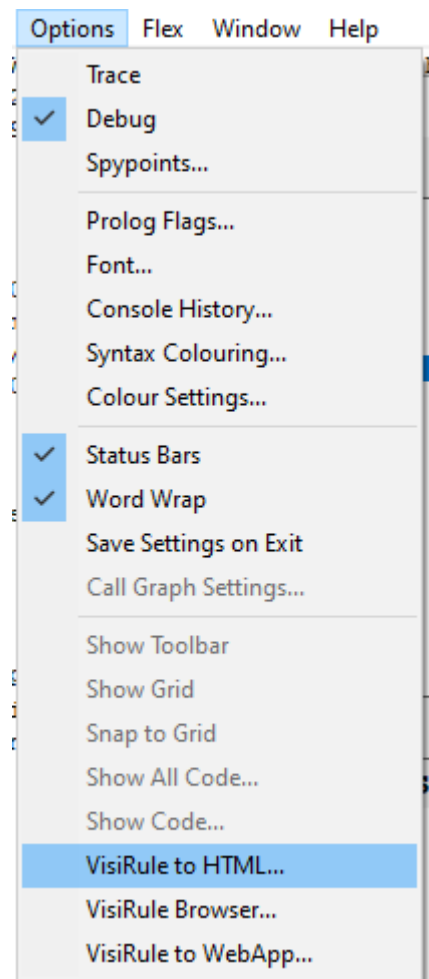 Options Flex Window Help
Trace
Debug
Spypoints...
Prolog Flags...
Font...
Console History...
Syntax Colouring...
Colour Settings...
Status Bars
Word Wrap
Save Settings on Exit
Call Graph Settings...
Show Toolbar
Show Grid
Snap to Grid
Show All Code...
Show Code...
VisiRule to HTML...
VisiRule Browser...
VisiRule to WebApp...